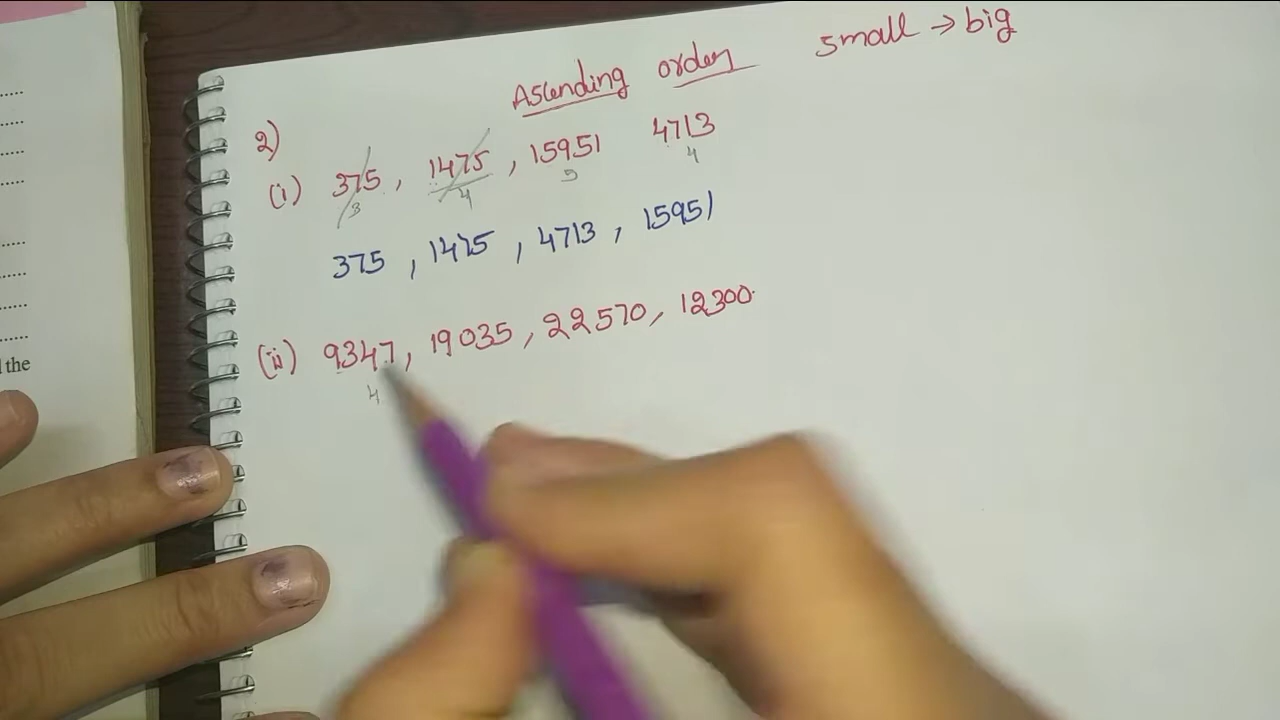 Ascending order small → big
2)
(i) 375, 1475, 15951 4713
3 4 5 4
375, 1475, 4713, 15951
(ii) 9347, 19035, 22570, 12300
4
the